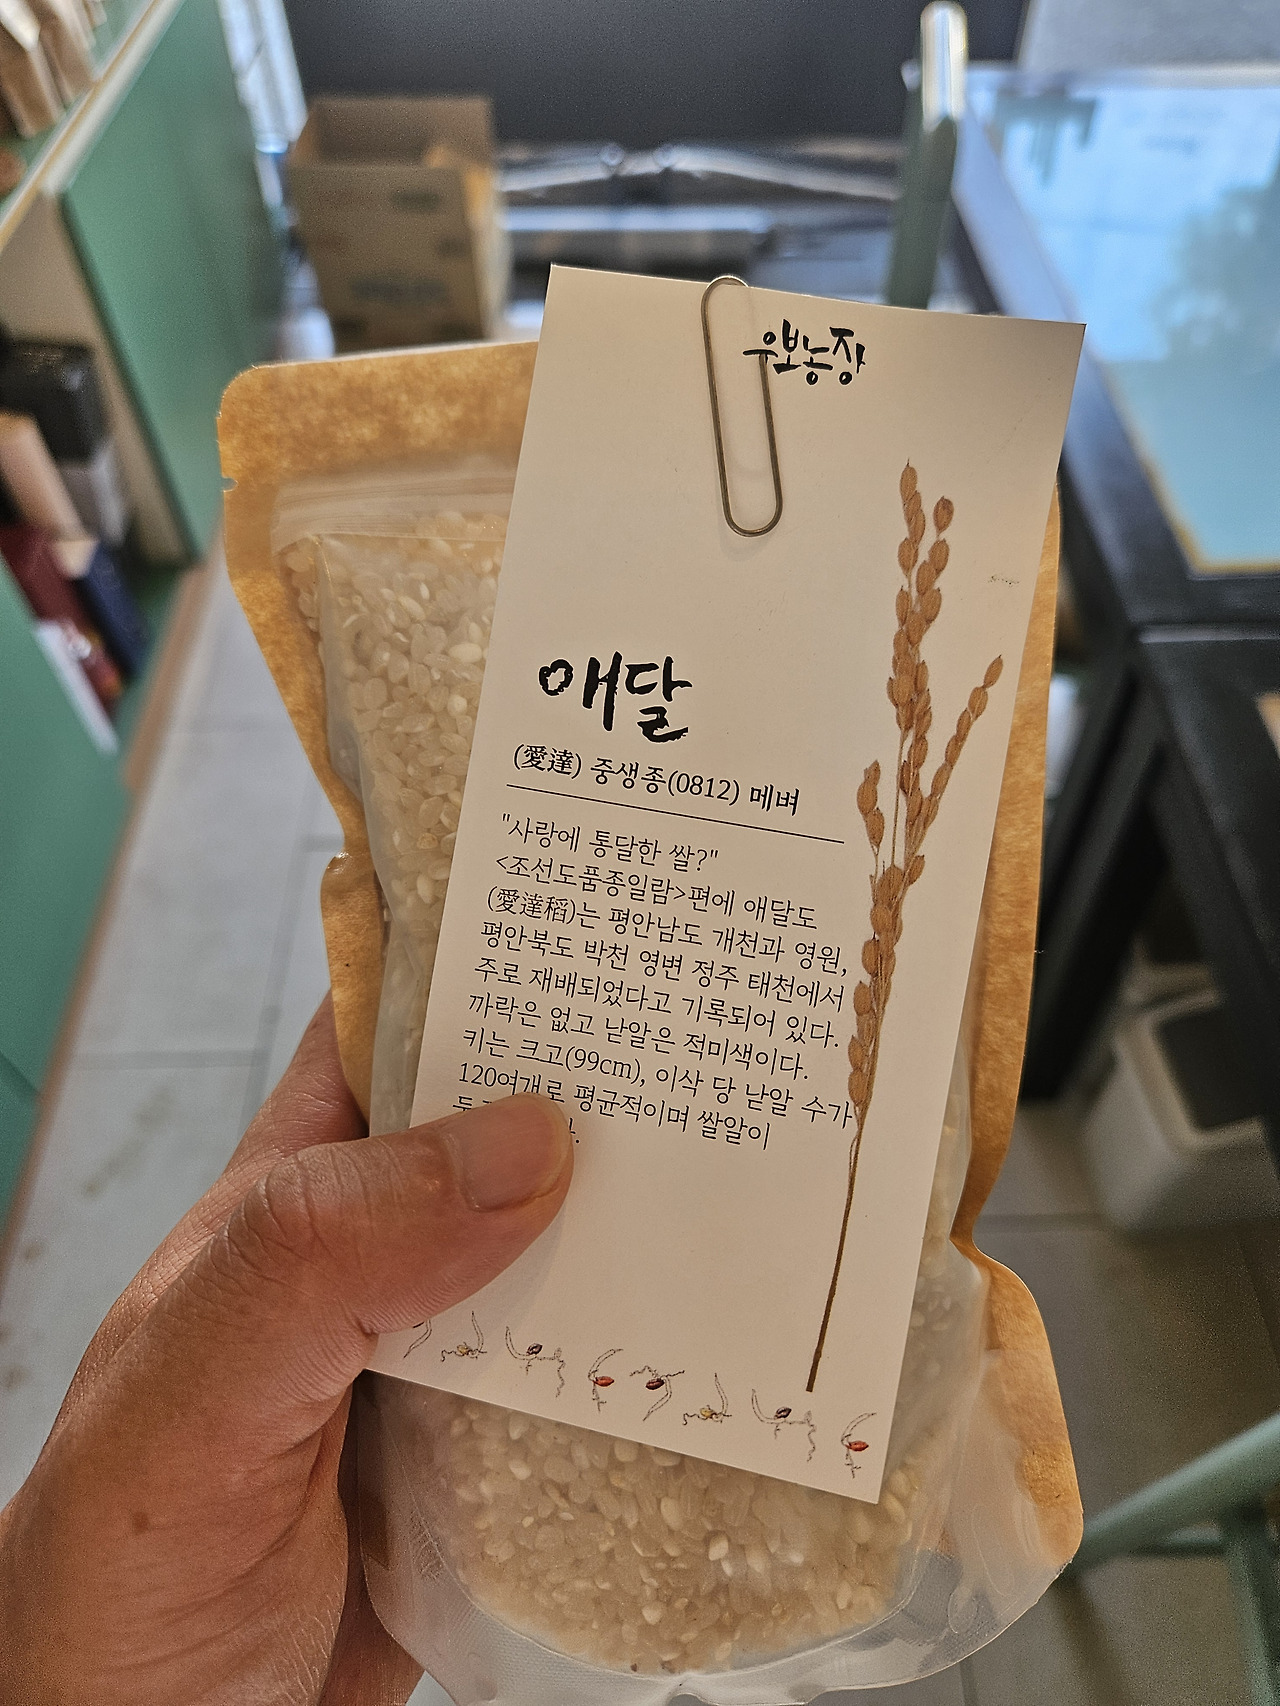 우보농장
애달
(愛達) 중생종(0812) 메벼
"사랑에 통달한 쌀?"
<조선도품종일람>편에 애달도
(愛達稻)는 평안남도 개천과 영원,
평안북도 박천 영변 정주 태천에서
주로 재배되었다고 기록되어 있다.
까락은 없고 낟알은 적미색이다.
키는 크고(99cm), 이삭 당 낟알 수가
120여개로 평균적이며 쌀알이